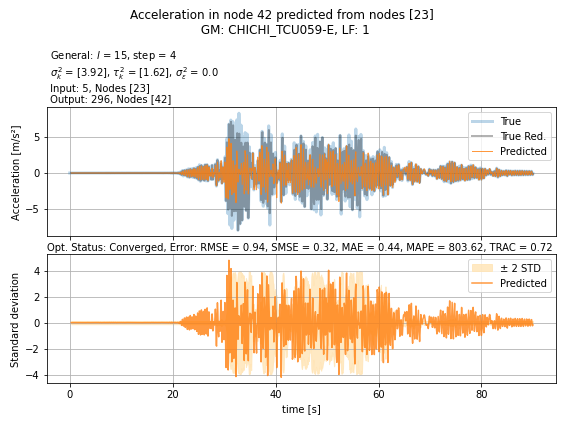 Acceleration in node 42 predicted from nodes [23]
GM: CHICHI_TCU059-E, LF: 1
General: l = 15, step = 4
σ²ₖ = [3.92], τ²ₖ = [1.62], σ²ε = 0.0
Input: 5, Nodes [23]
Output: 296, Nodes [42]
Acceleration [m/s²]
5
0
−5
True
True Red.
Predicted
Opt. Status: Converged, Error: RMSE = 0.94, SMSE = 0.32, MAE = 0.44, MAPE = 803.62, TRAC = 0.72
Standard deviation
4
2
0
−2
−4
± 2 STD
Predicted
0 20 40 60 80
time [s]